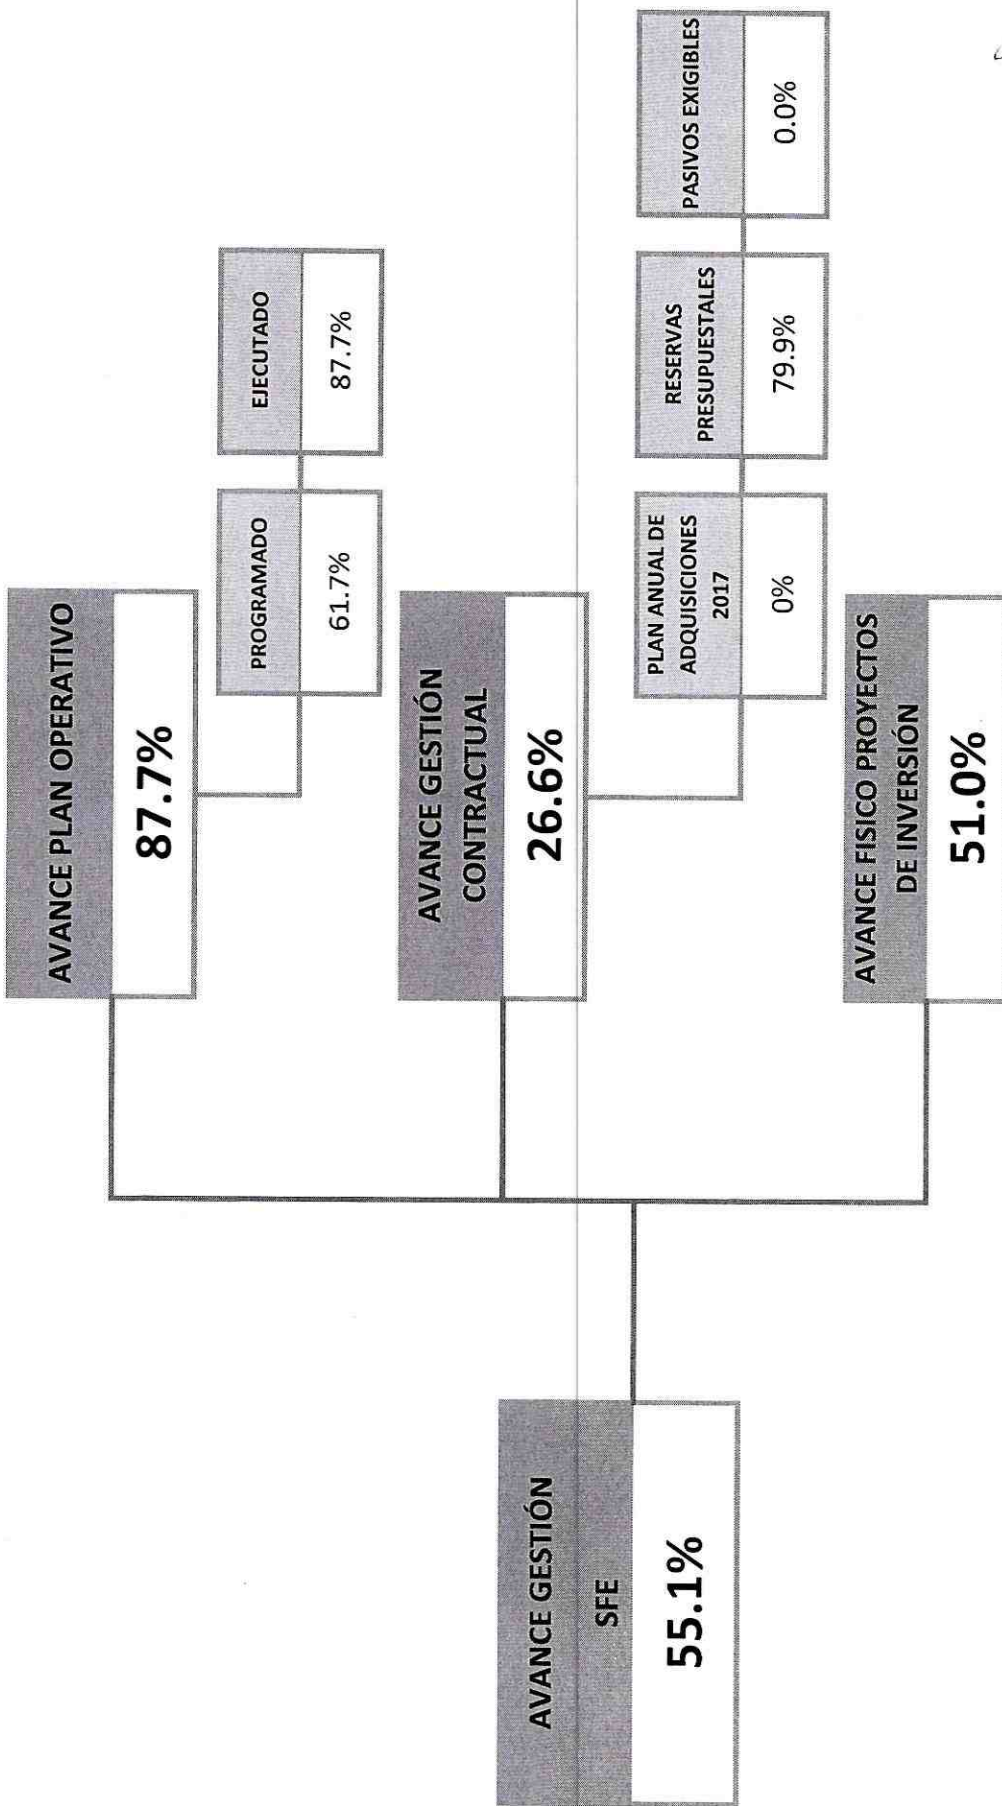 AVANCE GESTIÓN
SFE
55.1%
AVANCE PLAN OPERATIVO
87.7%
PROGRAMADO
61.7%
EJECUTADO
87.7%
AVANCE GESTIÓN
CONTRACTUAL
26.6%
PLAN ANUAL DE
ADQUISICIONES
2017
0%
RESERVAS
PRESUPUESTALES
79.9%
PASIVOS EXIGIBLES
0.0%
AVANCE FISICO PROYECTOS
DE INVERSIÓN
51.0%